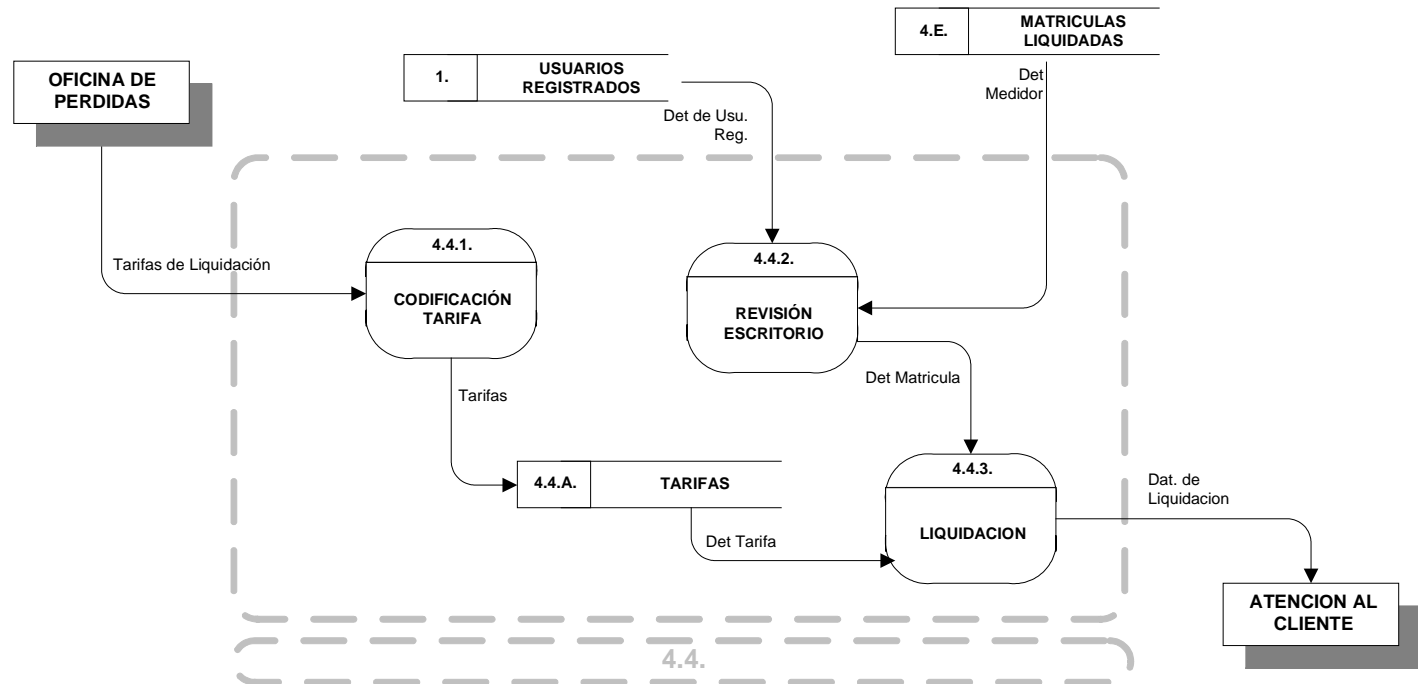 4.E.
MATRICULAS
LIQUIDADAS
OFICINA DE
PERDIDAS
1.
USUARIOS
REGISTRADOS
Det
Medidor
Det de Usu.
Reg.
4.4.1.
CODIFICACIÓN
TARIFA
Tarifas de Liquidación
4.4.2.
REVISIÓN
ESCRITORIO
Tarifas
Det Matricula
4.4.A.
TARIFAS
4.4.3.
LIQUIDACION
Dat. de
Liquidacion
Det Tarifa
ATENCION AL
CLIENTE
4.4.